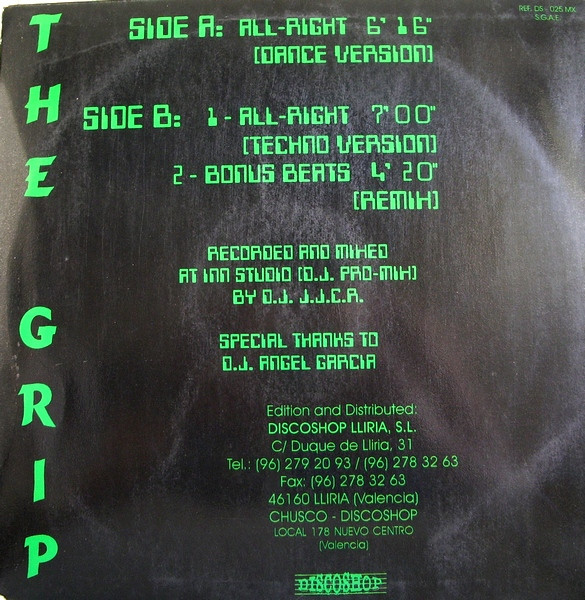 THE GRIP
REF. DS - 025 MX
S.G.A.E.
SIDE A: ALL-RIGHT 6' 16"
[DANCE VERSION]
SIDE B: 1 - ALL-RIGHT 7'00"
[TECHNO VERSION]
2 - BONUS BEATS 4' 20"
[REMIX]
RECORDED AND MIXED
AT INN STUDIO [D.J. PRO-MIX]
BY D.J. J.J.C.R.
SPECIAL THANKS TO
D.J. ANGEL GARCIA
Edition and Distributed:
DISCOSHOP LLIRIA, S.L.
C/ Duque de Lliria, 31
Tel.: (96) 279 20 93 / (96) 278 32 63
Fax: (96) 278 32 63
46160 LLIRIA (Valencia)
CHUSCO - DISCOSHOP
LOCAL 178 NUEVO CENTRO
(Valencia)
DISCOSHOP